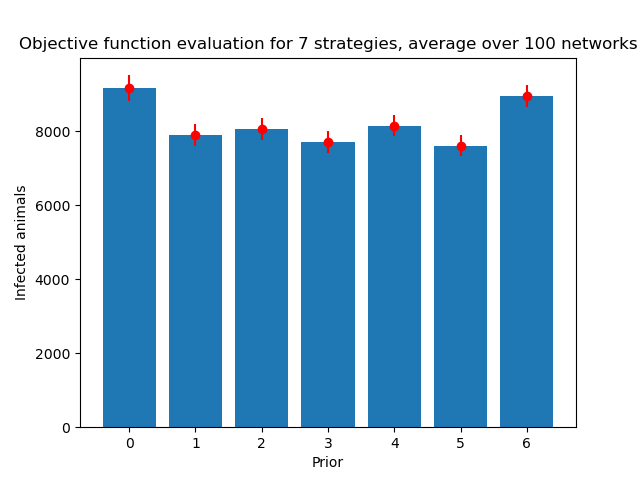 Objective function evaluation for 7 strategies, average over 100 networks
8000
6000
4000
2000
0
Infected animals
0 1 2 3 4 5 6
Prior